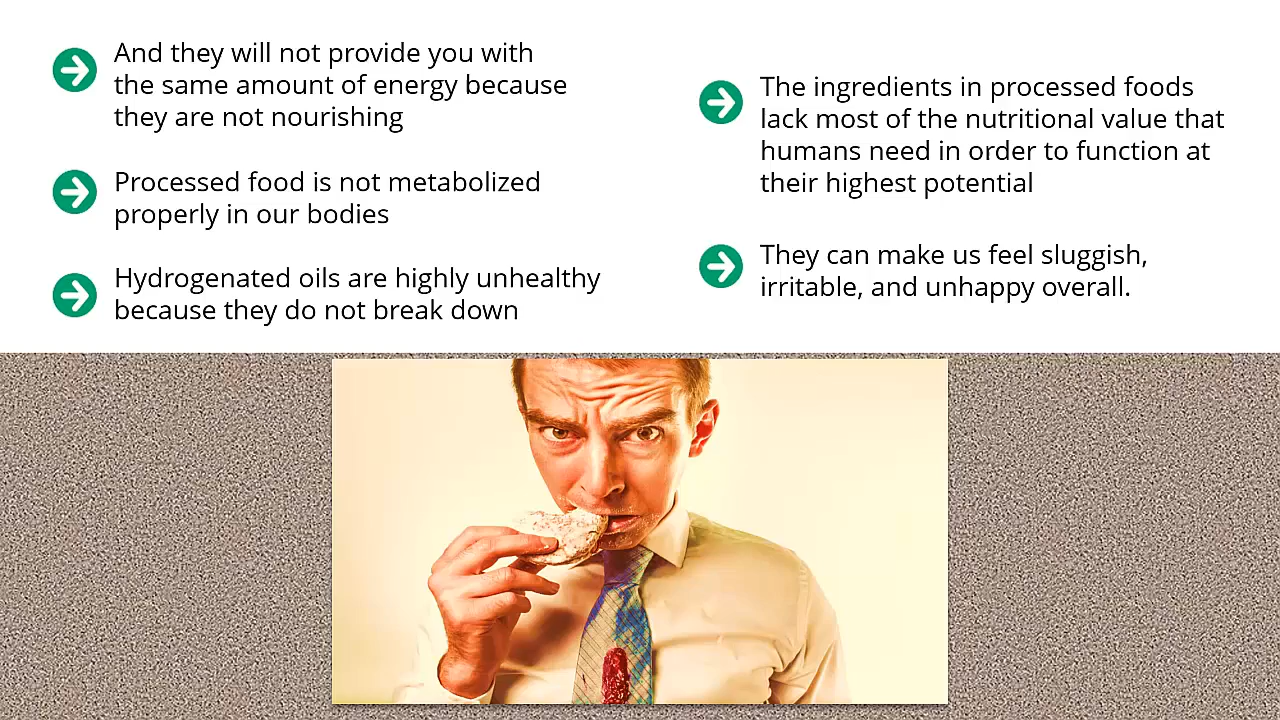 And they will not provide you with
the same amount of energy because
they are not nourishing
Processed food is not metabolized
properly in our bodies
Hydrogenated oils are highly unhealthy
because they do not break down
The ingredients in processed foods
lack most of the nutritional value that
humans need in order to function at
their highest potential
They can make us feel sluggish,
irritable, and unhappy overall.